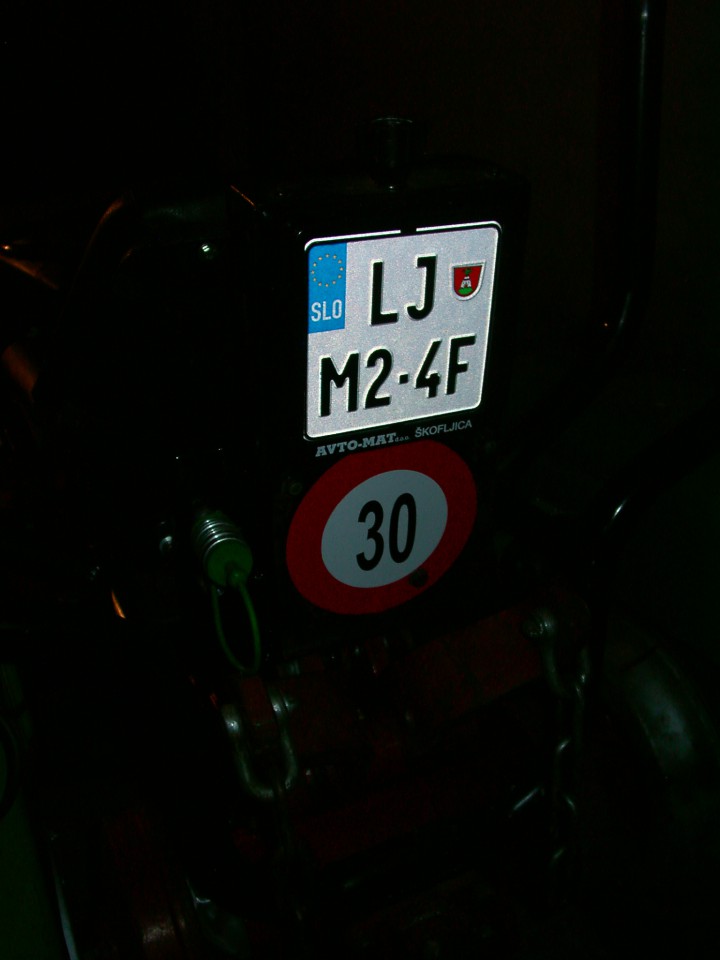 SLO
LJ
M2·4F
AVTO-MAT d.o.o. ŠKOFLJICA
30